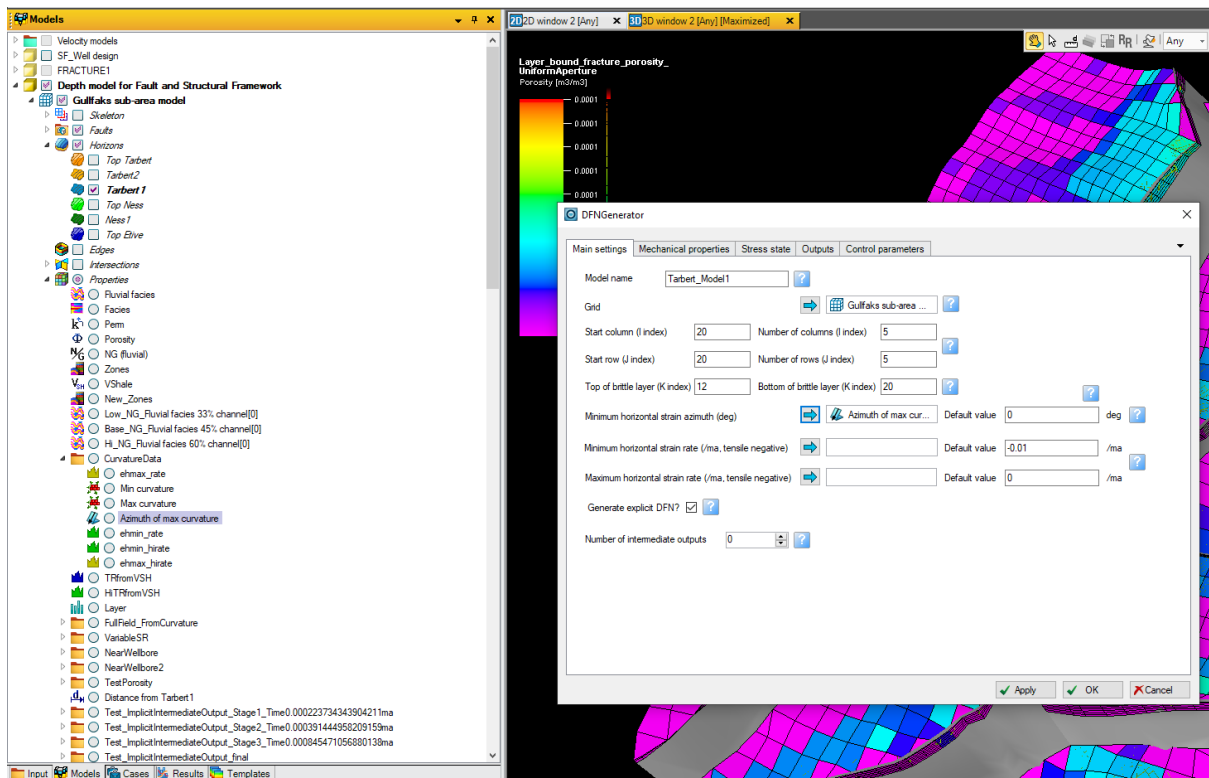 Models
Velocity models
SF_Well design
FRACTURE1
Depth model for Fault and Structural Framework
Gullfaks sub-area model
Skeleton
Faults
Horizons
Top Tarbert
Tarbert2
Tarbert 1
Top Ness
Ness1
Top Etive
Edges
Intersections
Properties
Fluvial facies
Facies
Perm
Porosity
NG (fluvial)
Zones
VShale
New_Zones
Low_NG_Fluvial facies 33% channel[0]
Base_NG_Fluvial facies 45% channel[0]
Hi_NG_Fluvial facies 60% channel[0]
CurvatureData
ehmax_rate
Min curvature
Max curvature
Azimuth of max curvature
ehmin_rate
ehmin_hirate
ehmax_hirate
TRfromVSH
HiTRfromVSH
Layer
FullField_FromCurvature
VariableSR
NearWellbore
NearWellbore2
TestPorosity
Distance from Tarbert1
Test_ImplicitIntermediateOutput_Stage1_Time0.000223734343904211ma
Test_ImplicitIntermediateOutput_Stage2_Time0.000391444958209159ma
Test_ImplicitIntermediateOutput_Stage3_Time0.000845471056880138ma
Test_ImplicitIntermediateOutput_final
Input Models Cases Results Templates
2D 2D window 2 [Any] 3D 3D window 2 [Any] [Maximized]
Any
Layer_bound_fracture_porosity_
UniformAperture
Porosity [m3/m3]
0.0001
0.0001
0.0001
0.0001
0.0001
DFNGenerator
Main settings Mechanical properties Stress state Outputs Control parameters
Model name Tarbert_Model1 ?
Grid Gullfaks sub-area ... ?
Start column (I index) 20 Number of columns (I index) 5
?
Start row (J index) 20 Number of rows (J index) 5
Top of brittle layer (K index) 12 Bottom of brittle layer (K index) 20 ?
?
Minimum horizontal strain azimuth (deg) Azimuth of max cur... Default value 0 deg ?
Minimum horizontal strain rate (/ma, tensile negative) Default value -0.01 /ma
?
Maximum horizontal strain rate (/ma, tensile negative) Default value 0 /ma
Generate explicit DFN? ?
Number of intermediate outputs 0 ?
Apply OK Cancel